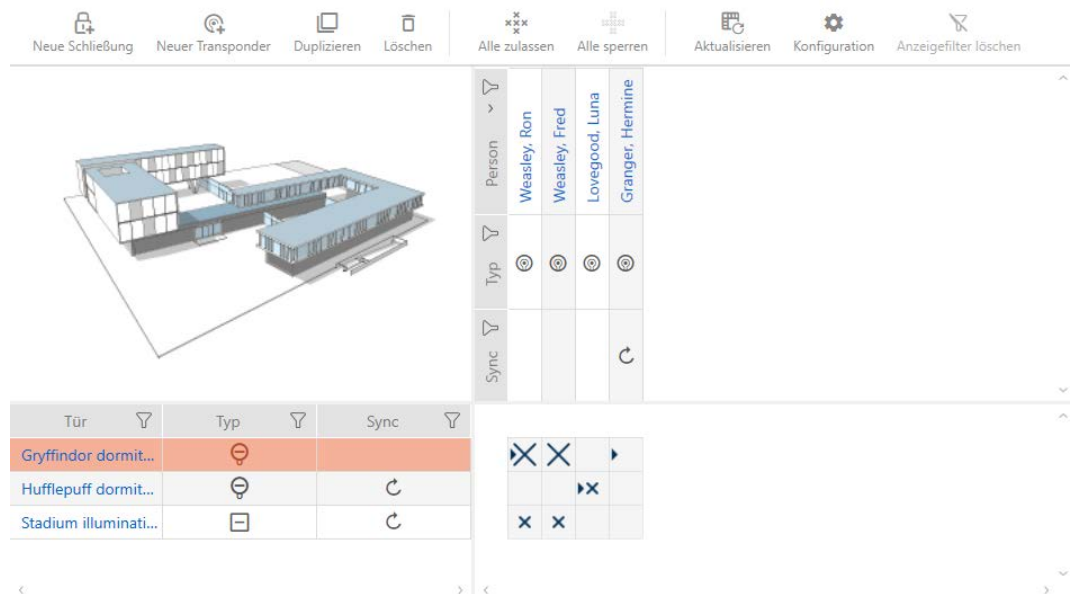 Neue Schließung Neuer Transponder Duplizieren Löschen Alle zulassen Alle sperren Aktualisieren Konfiguration Anzeigefilter löschen
Person
Weasley, Ron
Weasley, Fred
Lovegood, Luna
Granger, Hermine
Typ
Sync
Tür Typ Sync
Gryffindor dormit...
Hufflepuff dormit...
Stadium illuminati...